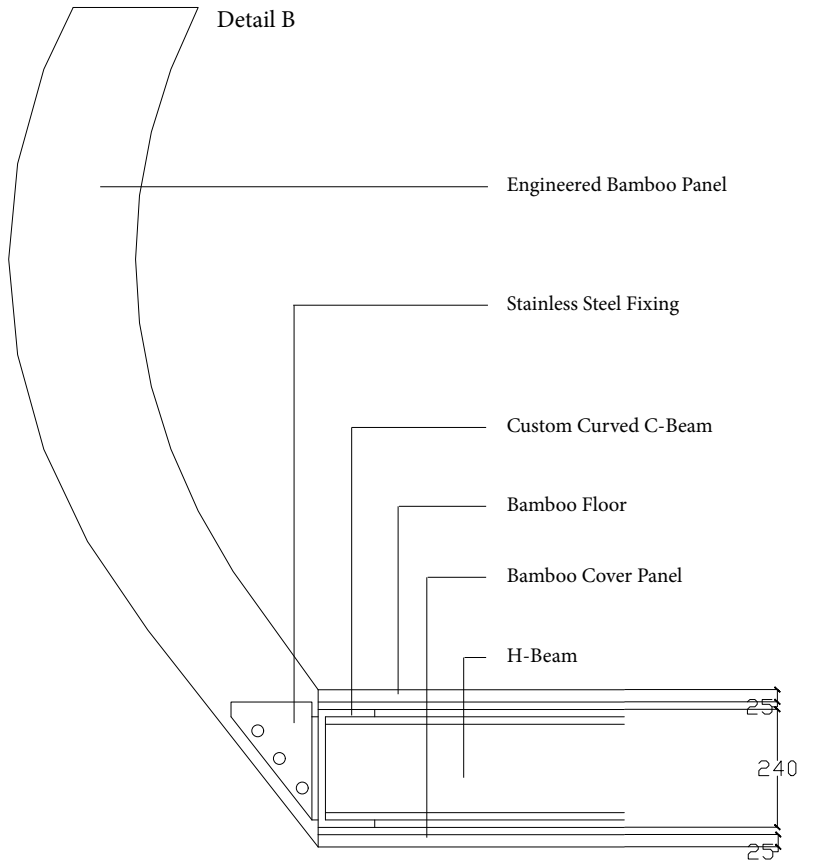 Detail B
Engineered Bamboo Panel
Stainless Steel Fixing
Custom Curved C-Beam
Bamboo Floor
Bamboo Cover Panel
H-Beam
25
240
25